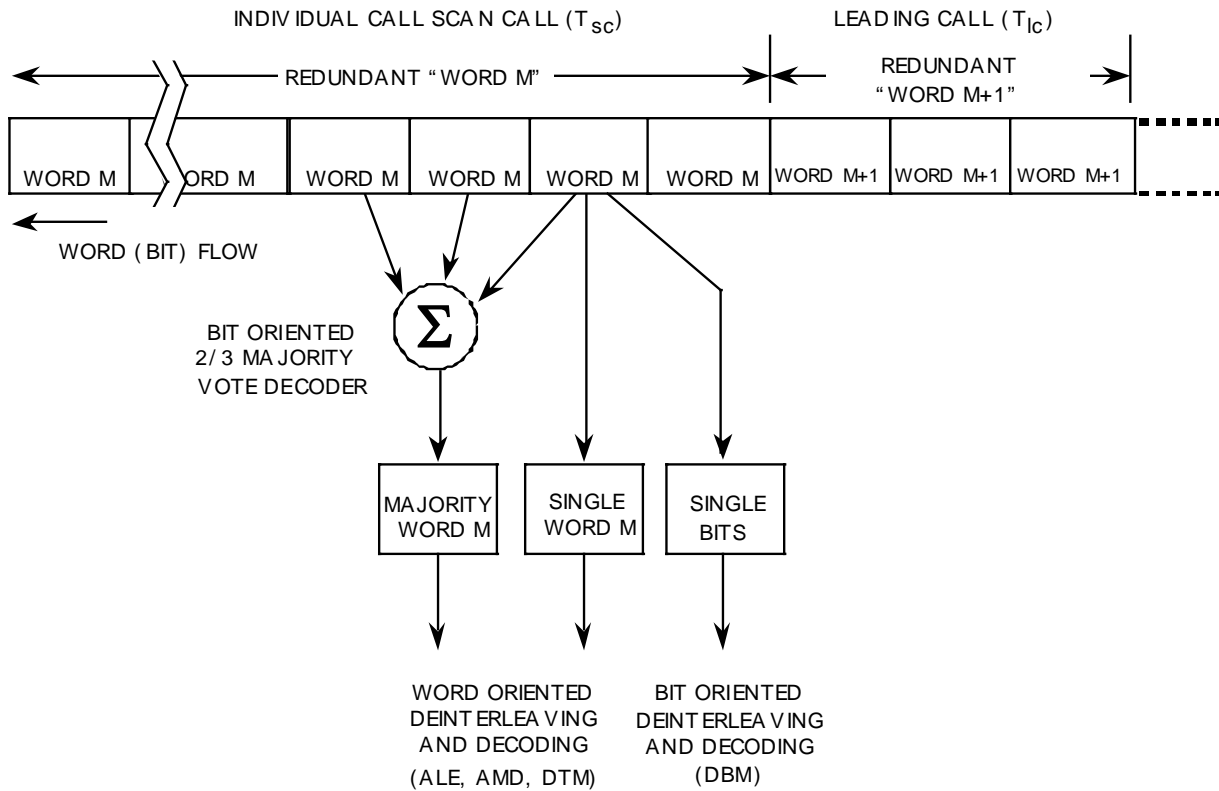 INDIVIDUAL CALL SCAN CALL (Tsc)
LEADING CALL (Tlc)
REDUNDANT “WORD M”
REDUNDANT
“WORD M+1”
WORD M
ORD M
WORD M
WORD M
WORD M
WORD M
WORD M+1
WORD M+1
WORD M+1
WORD (BIT) FLOW
Σ
BIT ORIENTED
2/3 MAJORITY
VOTE DECODER
MAJORITY
WORD M
SINGLE
WORD M
SINGLE
BITS
WORD ORIENTED
DEINTERLEAVING
AND DECODING
(ALE, AMD, DTM)
BIT ORIENTED
DEINTERLEAVING
AND DECODING
(DBM)